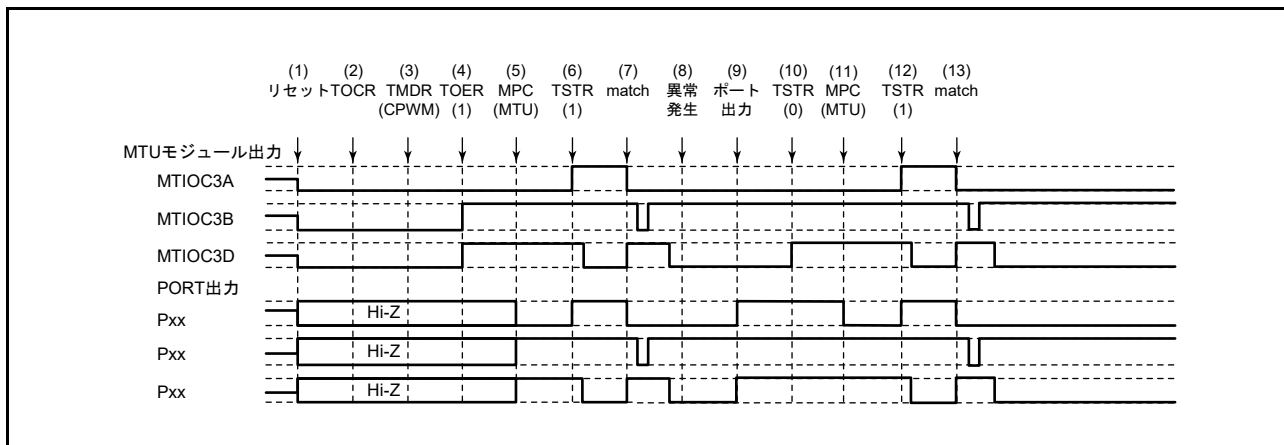 (1) (2) (3) (4) (5) (6) (7) (8) (9) (10) (11) (12) (13)
リセット TOCR TMDR TOER MPC TSTR match 異常 ポート TSTR MPC TSTR match
(CPWM) (1) (MTU) (1) 発生 出力 (0) (MTU) (1)
MTUモジュール出力
MTIOC3A
MTIOC3B
MTIOC3D
PORT出力
Pxx Hi-Z
Pxx Hi-Z
Pxx Hi-Z